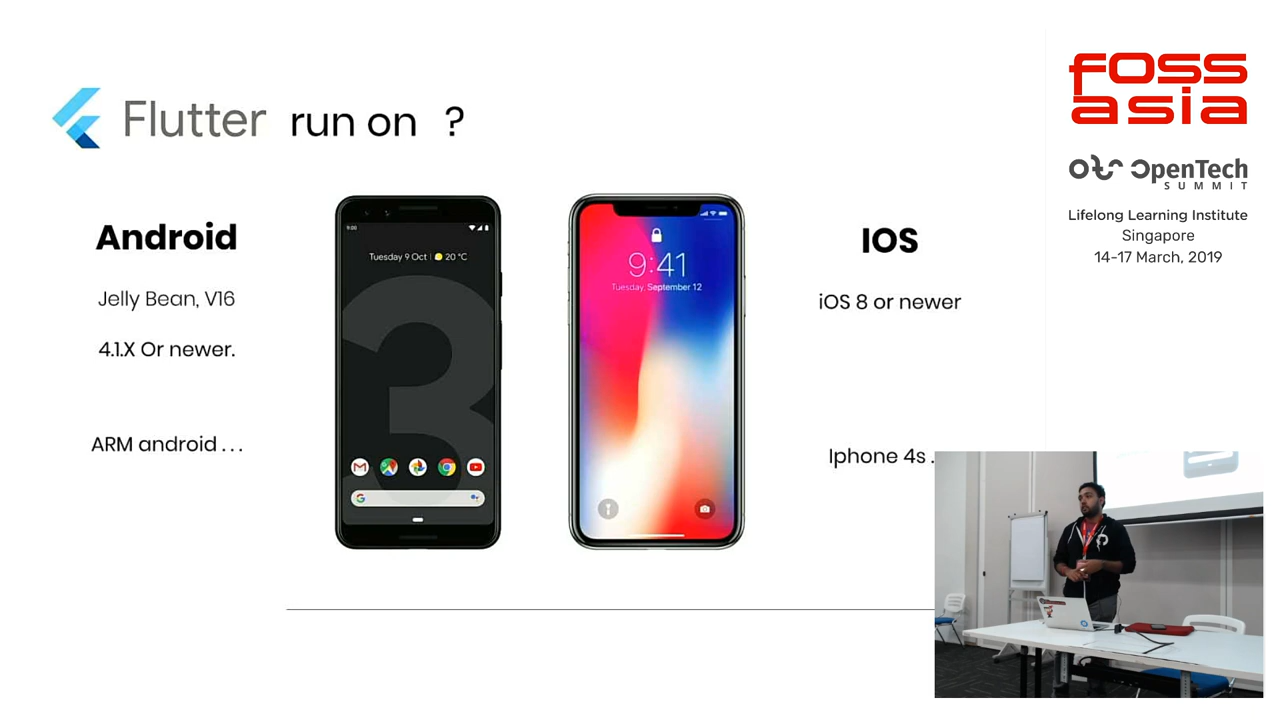 Flutter run on ?
Android
Jelly Bean, V16
4.1.X Or newer.
ARM android . . .
9:00
Tuesday 9 Oct | 20 °C
9:41
Tuesday, September 12
IOS
iOS 8 or newer
Iphone 4s .
FOSS
asia
OpenTech
SUMMIT
Lifelong Learning Institute
Singapore
14-17 March, 2019